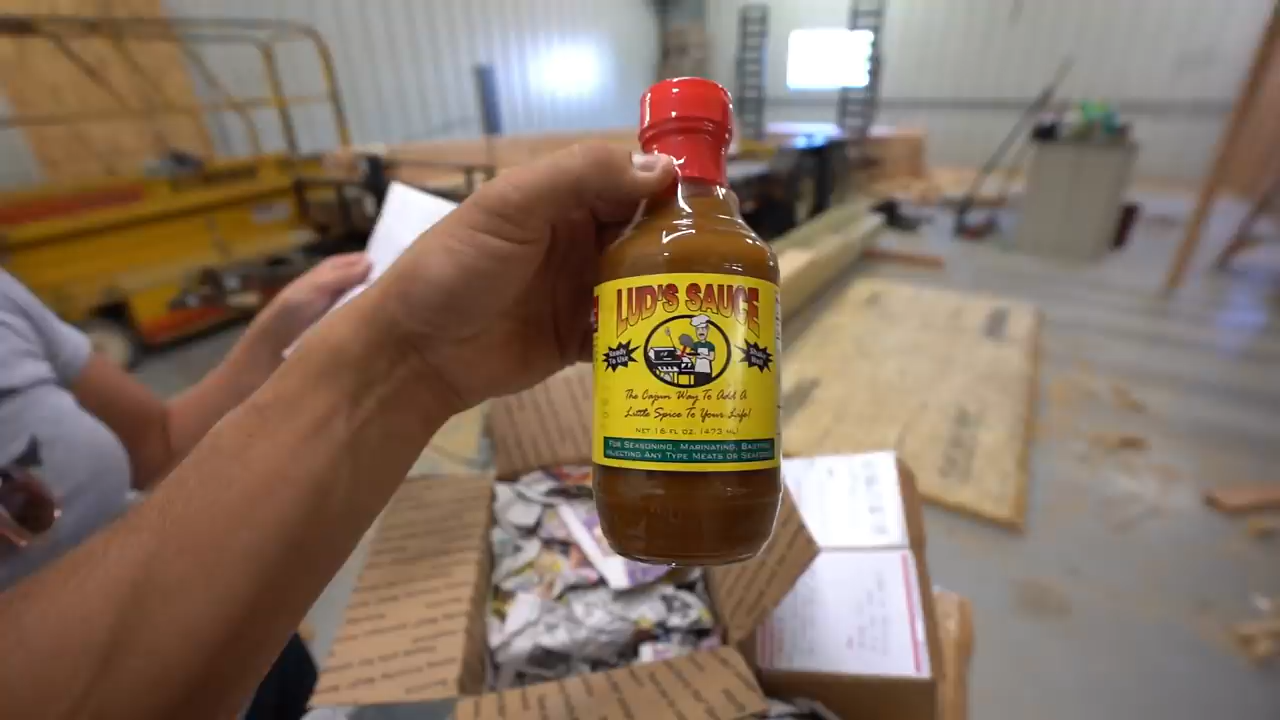 LUD'S SAUCE
Ready
To Use
Shake
Well
The Cajun Way To Add A
Little Spice To Your Life!
NET 16 FL OZ. (473 ML)
FOR SEASONING, MARINATING, BASTING
INJECTING ANY TYPE MEATS OR SEAFOOD